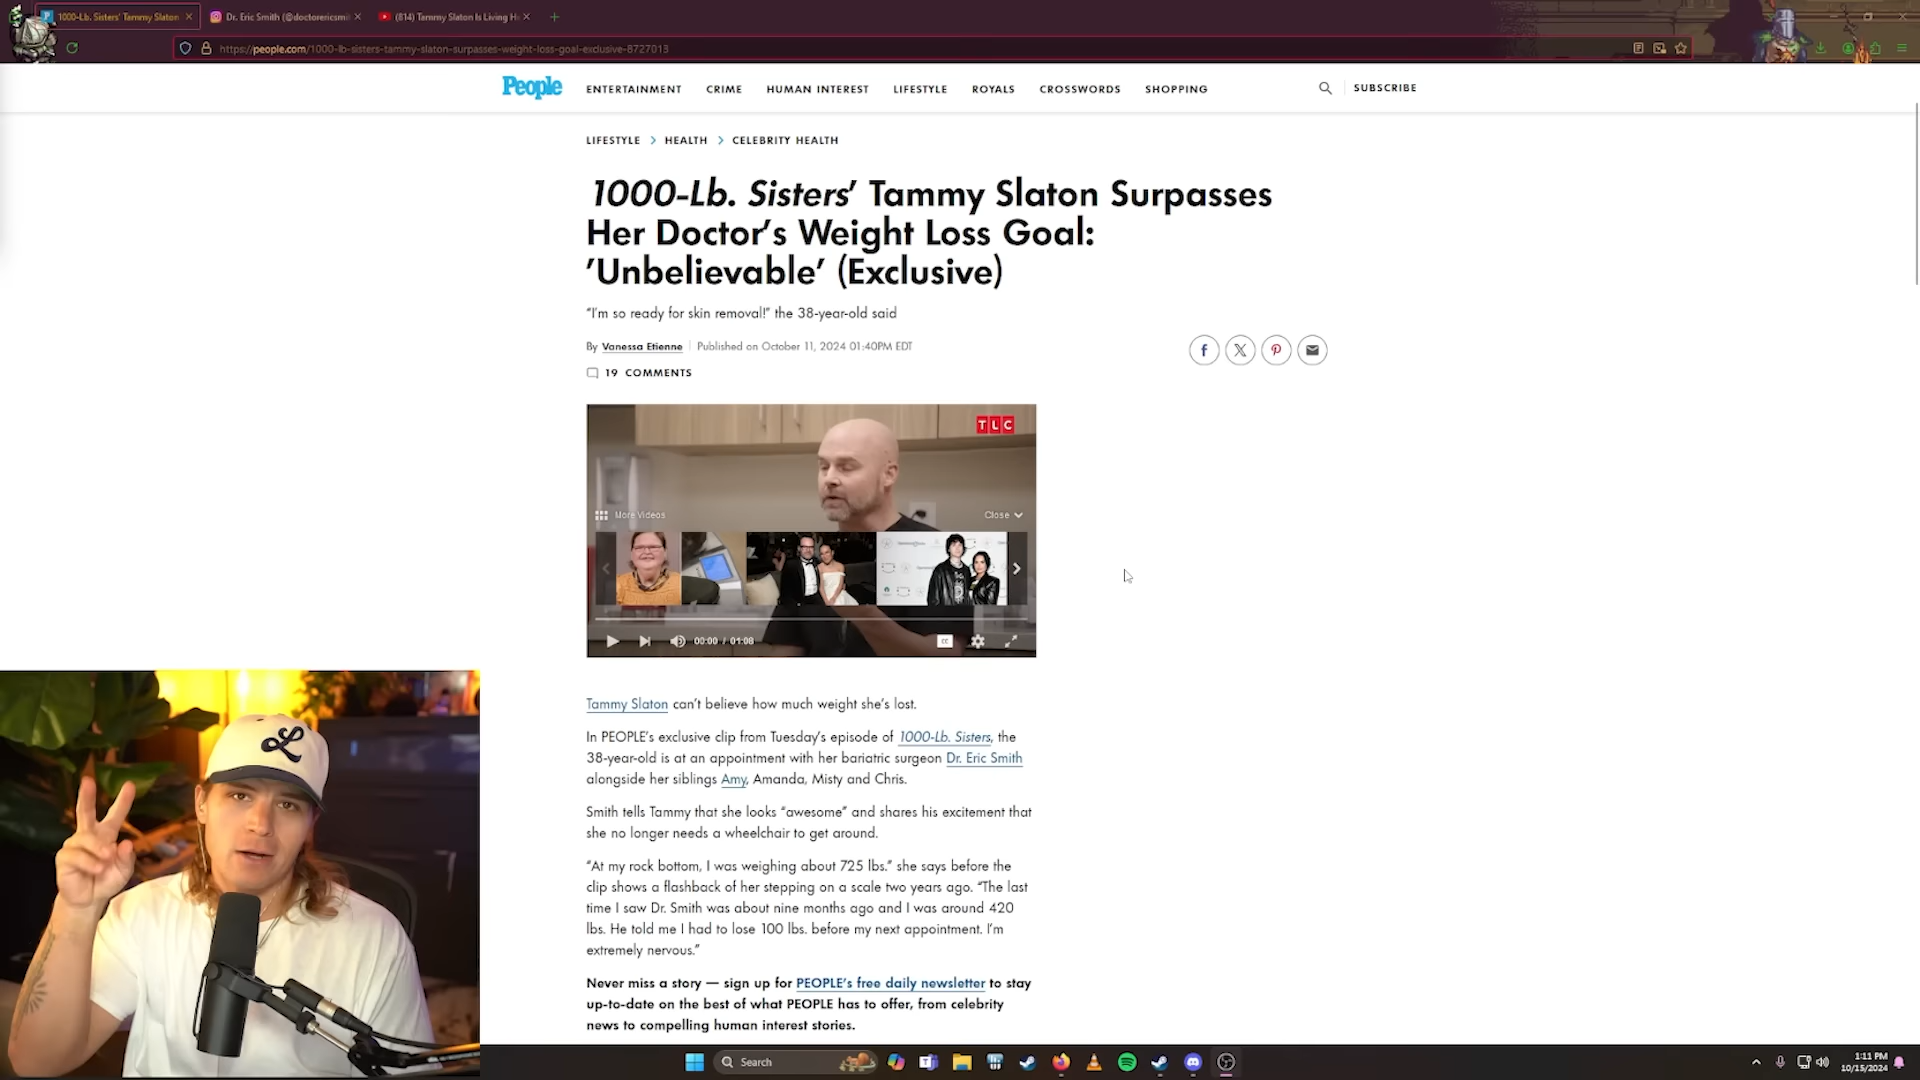 1000-Lb. Sisters' Tammy Slaton
Dr. Eric Smith (@doctorericsmit
(814) Tammy Slaton Is Living H
https://people.com/1000-lb-sisters-tammy-slaton-surpasses-weight-loss-goal-exclusive-8727013
People
ENTERTAINMENT CRIME HUMAN INTEREST LIFESTYLE ROYALS CROSSWORDS SHOPPING
SUBSCRIBE
LIFESTYLE > HEALTH > CELEBRITY HEALTH
1000-Lb. Sisters' Tammy Slaton Surpasses
Her Doctor's Weight Loss Goal:
'Unbelievable' (Exclusive)
"I'm so ready for skin removal!" the 38-year-old said
By Vanessa Etienne Published on October 11, 2024 01:40PM EDT
19 COMMENTS
TLC
More Videos
Close
00:00 / 01:08
CC
Tammy Slaton can't believe how much weight she's lost.
In PEOPLE's exclusive clip from Tuesday's episode of 1000-Lb. Sisters, the
38-year-old is at an appointment with her bariatric surgeon Dr. Eric Smith
alongside her siblings Amy, Amanda, Misty and Chris.
Smith tells Tammy that she looks "awesome" and shares his excitement that
she no longer needs a wheelchair to get around.
"At my rock bottom, I was weighing about 725 lbs." she says before the
clip shows a flashback of her stepping on a scale two years ago. "The last
time I saw Dr. Smith was about nine months ago and I was around 420
lbs. He told me I had to lose 100 lbs. before my next appointment. I'm
extremely nervous."
Never miss a story — sign up for PEOPLE's free daily newsletter to stay
up-to-date on the best of what PEOPLE has to offer, from celebrity
news to compelling human interest stories.
L
Search
1:11 PM
10/15/2024